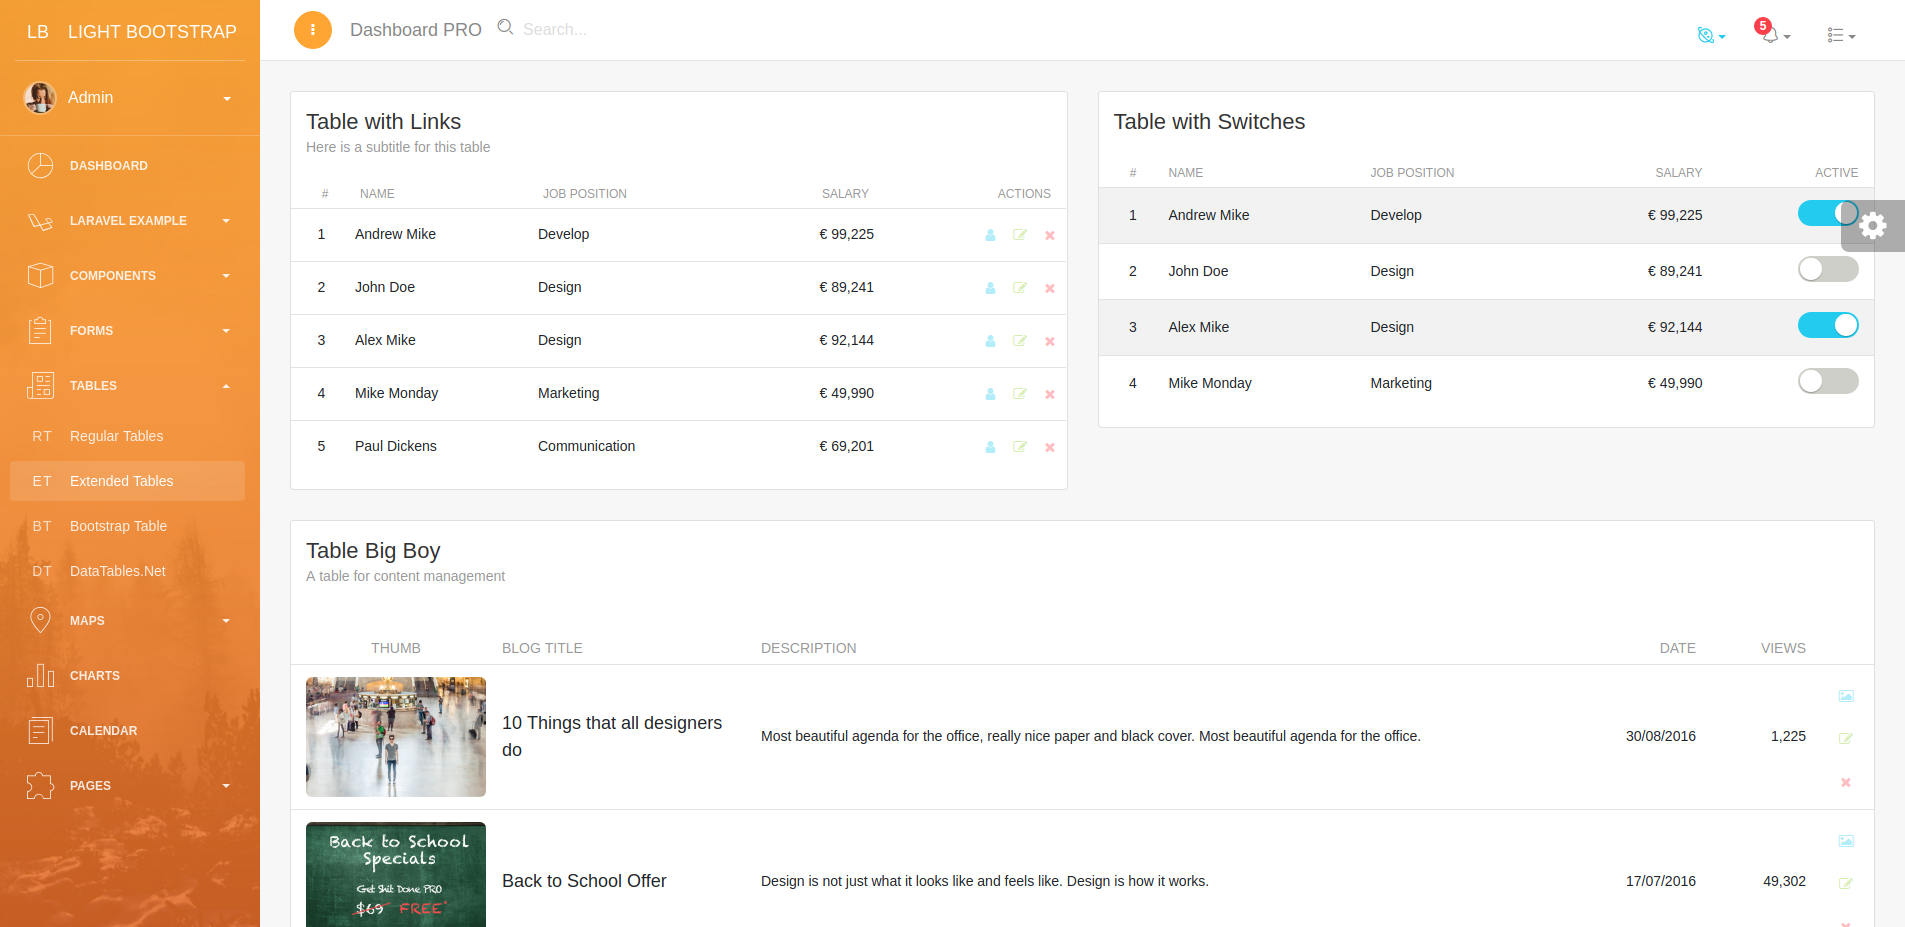 LB LIGHT BOOTSTRAP
Dashboard PRO
Search...
5
Admin
DASHBOARD
LARAVEL EXAMPLE
COMPONENTS
FORMS
TABLES
RT Regular Tables
ET Extended Tables
BT Bootstrap Table
DT DataTables.Net
MAPS
CHARTS
CALENDAR
PAGES
Table with Links
Here is a subtitle for this table
# NAME JOB POSITION SALARY ACTIONS
1 Andrew Mike Develop € 99,225
2 John Doe Design € 89,241
3 Alex Mike Design € 92,144
4 Mike Monday Marketing € 49,990
5 Paul Dickens Communication € 69,201
Table with Switches
# NAME JOB POSITION SALARY ACTIVE
1 Andrew Mike Develop € 99,225
2 John Doe Design € 89,241
3 Alex Mike Design € 92,144
4 Mike Monday Marketing € 49,990
Table Big Boy
A table for content management
THUMB BLOG TITLE DESCRIPTION DATE VIEWS
10 Things that all designers
do
Most beautiful agenda for the office, really nice paper and black cover. Most beautiful agenda for the office.
30/08/2016 1,225
Back to School
Specials
Get Shit Done PRO
$69 FREE*
Back to School Offer Design is not just what it looks like and feels like. Design is how it works. 17/07/2016 49,302